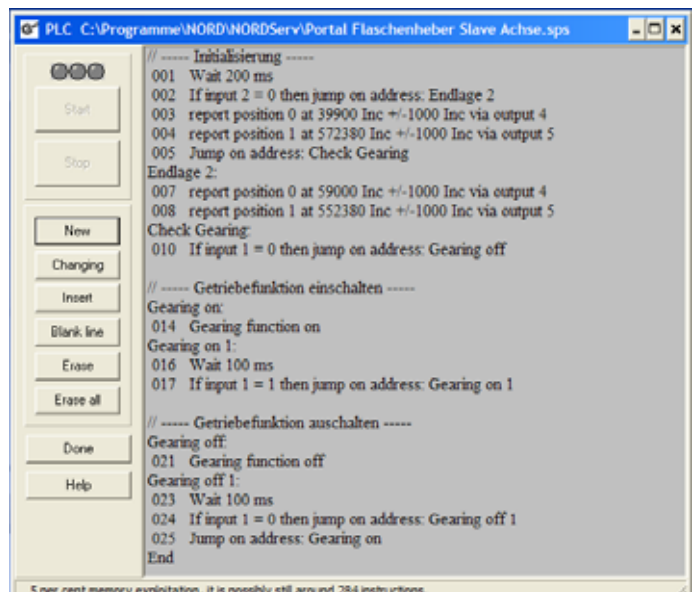 PLC C:\Programme\NORD\NORDServ\Portal Flaschenheber Slave Achse.sps
Start
Stop
New
Changing
Insert
Blank line
Erase
Erase all
Done
Help
// ----- Initialisierung -----
001 Wait 200 ms
002 If input 2 = 0 then jump on address: Endlage 2
003 report position 0 at 39900 Inc +/-1000 Inc via output 4
004 report position 1 at 572380 Inc +/-1000 Inc via output 5
005 Jump on address: Check Gearing
Endlage 2:
007 report position 0 at 59000 Inc +/-1000 Inc via output 4
008 report position 1 at 552380 Inc +/-1000 Inc via output 5
Check Gearing:
010 If input 1 = 0 then jump on address: Gearing off
// ----- Getriebefunktion einschalten -----
Gearing on:
014 Gearing function on
Gearing on 1:
016 Wait 100 ms
017 If input 1 = 1 then jump on address: Gearing on 1
// ----- Getriebefunktion auschalten -----
Gearing off:
021 Gearing function off
Gearing off 1:
023 Wait 100 ms
024 If input 1 = 0 then jump on address: Gearing off 1
025 Jump on address: Gearing on
End
5 per cent memory exploitation, it is possibly still around 284 instructions.